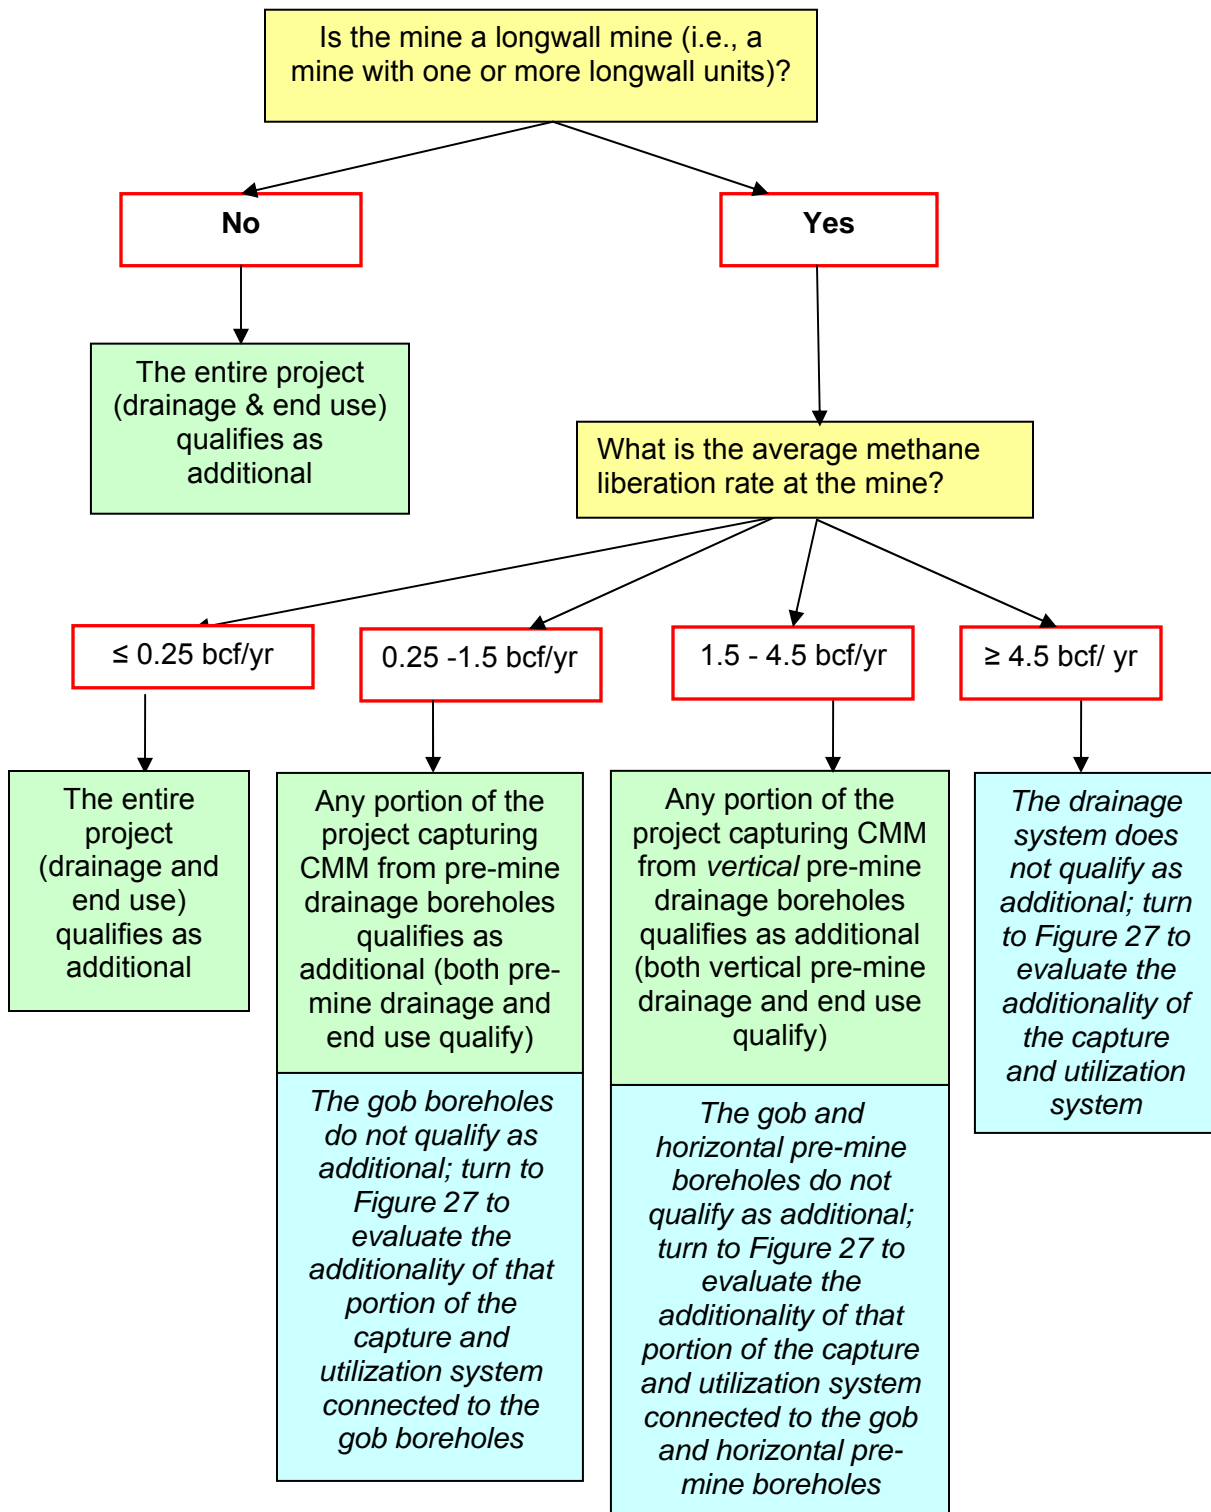 Is the mine a longwall mine (i.e., a
mine with one or more longwall units)?
No
Yes
The entire project
(drainage & end use)
qualifies as
additional
What is the average methane
liberation rate at the mine?
≤ 0.25 bcf/yr
0.25 -1.5 bcf/yr
1.5 - 4.5 bcf/yr
≥ 4.5 bcf/ yr
The entire
project
(drainage and
end use)
qualifies as
additional
Any portion of the
project capturing
CMM from pre-mine
drainage boreholes
qualifies as
additional (both pre-
mine drainage and
end use qualify)
The gob boreholes
do not qualify as
additional; turn to
Figure 27 to
evaluate the
additionality of that
portion of the
capture and
utilization system
connected to the
gob boreholes
Any portion of the
project capturing CMM
from vertical pre-mine
drainage boreholes
qualifies as additional
(both vertical pre-mine
drainage and end use
qualify)
The gob and
horizontal pre-mine
boreholes do not
qualify as additional;
turn to Figure 27 to
evaluate the
additionality of that
portion of the capture
and utilization system
connected to the gob
and horizontal pre-
mine boreholes
The drainage
system does
not qualify as
additional; turn
to Figure 27 to
evaluate the
additionality of
the capture
and utilization
system